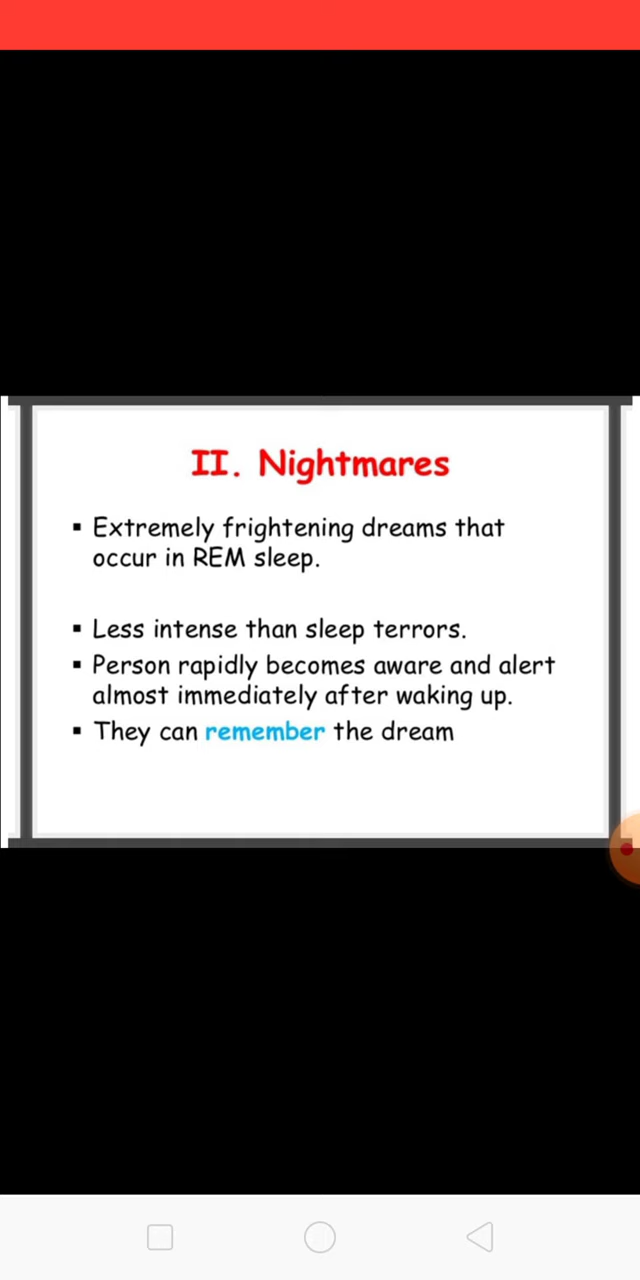 II. Nightmares
▪ Extremely frightening dreams that
occur in REM sleep.
▪ Less intense than sleep terrors.
▪ Person rapidly becomes aware and alert
almost immediately after waking up.
▪ They can remember the dream